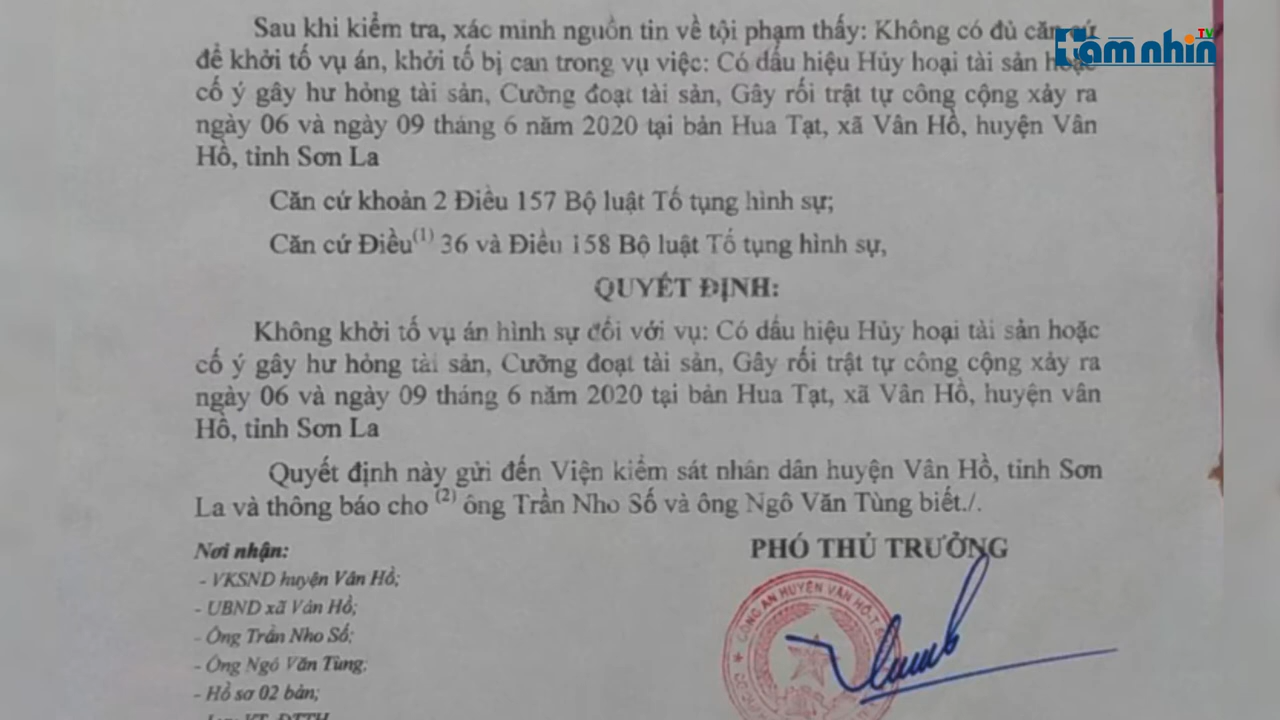 Sau khi kiểm tra, xác minh nguồn tin về tội phạm thấy: Không có đủ căn cứ
để khởi tố vụ án, khởi tố bị can trong vụ việc: Có dấu hiệu Hủy hoại tài sản hoặc
cố ý gây hư hỏng tài sản, Cưỡng đoạt tài sản, Gây rối trật tự công cộng xảy ra
ngày 06 và ngày 09 tháng 6 năm 2020 tại bản Hua Tạt, xã Vân Hồ, huyện Vân
Hồ, tỉnh Sơn La
Căn cứ khoản 2 Điều 157 Bộ luật Tố tụng hình sự;
Căn cứ Điều(1) 36 và Điều 158 Bộ luật Tố tụng hình sự,
QUYẾT ĐỊNH:
Không khởi tố vụ án hình sự đối với vụ: Có dấu hiệu Hủy hoại tài sản hoặc
cố ý gây hư hỏng tài sản, Cưỡng đoạt tài sản, Gây rối trật tự công cộng xảy ra
ngày 06 và ngày 09 tháng 6 năm 2020 tại bản Hua Tạt, xã Vân Hồ, huyện vân
Hồ, tỉnh Sơn La
Quyết định này gửi đến Viện kiểm sát nhân dân huyện Vân Hồ, tỉnh Sơn
La và thông báo cho (2) ông Trần Nho Số và ông Ngô Văn Tùng biết./.
Nơi nhận:
- VKSND huyện Vân Hồ;
- UBND xã Vân Hồ;
- Ông Trần Nho Số;
- Ông Ngô Văn Tùng;
- Hồ sơ 02 bản;
PHÓ THỦ TRƯỞNG
CÔNG AN HUYỆN VÂN HỒ
Tầm nhìn TV